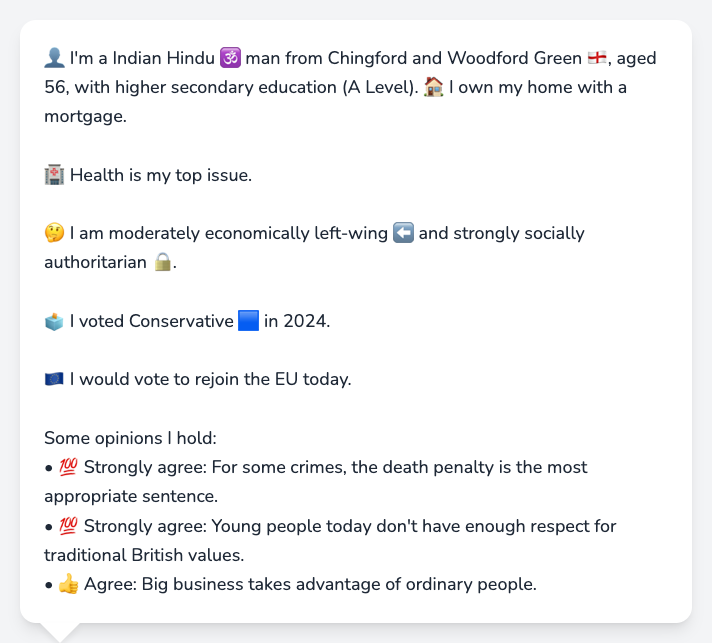 👤 I'm a Indian Hindu 🕉️ man from Chingford and Woodford Green 🏴󠁧󠁢󠁥󠁮󠁧󠁿, aged
56, with higher secondary education (A Level). 🏠 I own my home with a
mortgage.
🏥 Health is my top issue.
🤔 I am moderately economically left-wing ⬅️ and strongly socially
authoritarian 🔒.
🗳️ I voted Conservative 🟦 in 2024.
🇪🇺 I would vote to rejoin the EU today.
Some opinions I hold:
• 💯 Strongly agree: For some crimes, the death penalty is the most
appropriate sentence.
• 💯 Strongly agree: Young people today don't have enough respect for
traditional British values.
• 👍 Agree: Big business takes advantage of ordinary people.